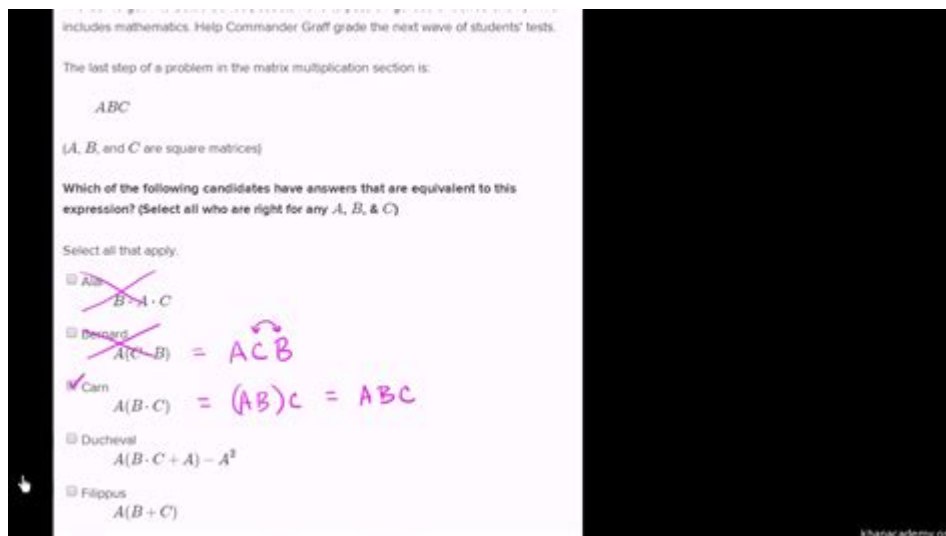 includes mathematics. Help Commander Graff grade the next wave of students' tests.
The last step of a problem in the matrix multiplication section is:
ABC
(A, B, and C are square matrices)
Which of the following candidates have answers that are equivalent to this
expression? (Select all who are right for any A, B, & C)
Select all that apply.
B · A · C
Bernard
A(C · B) = ACB
Carn
A(B · C) = (AB)C = ABC
Ducheval
A(B · C + A) − A²
Filippus
A(B + C)